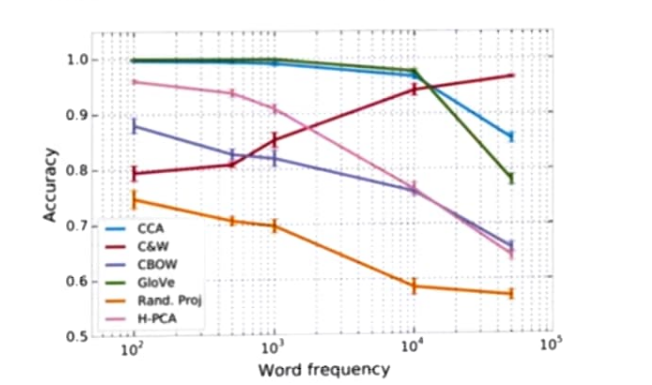 1.0
0.9
0.8
0.7
0.6
0.5
Accuracy
CCA
C&W
CBOW
GloVe
Rand. Proj
H-PCA
10²
10³
10⁴
10⁵
Word frequency